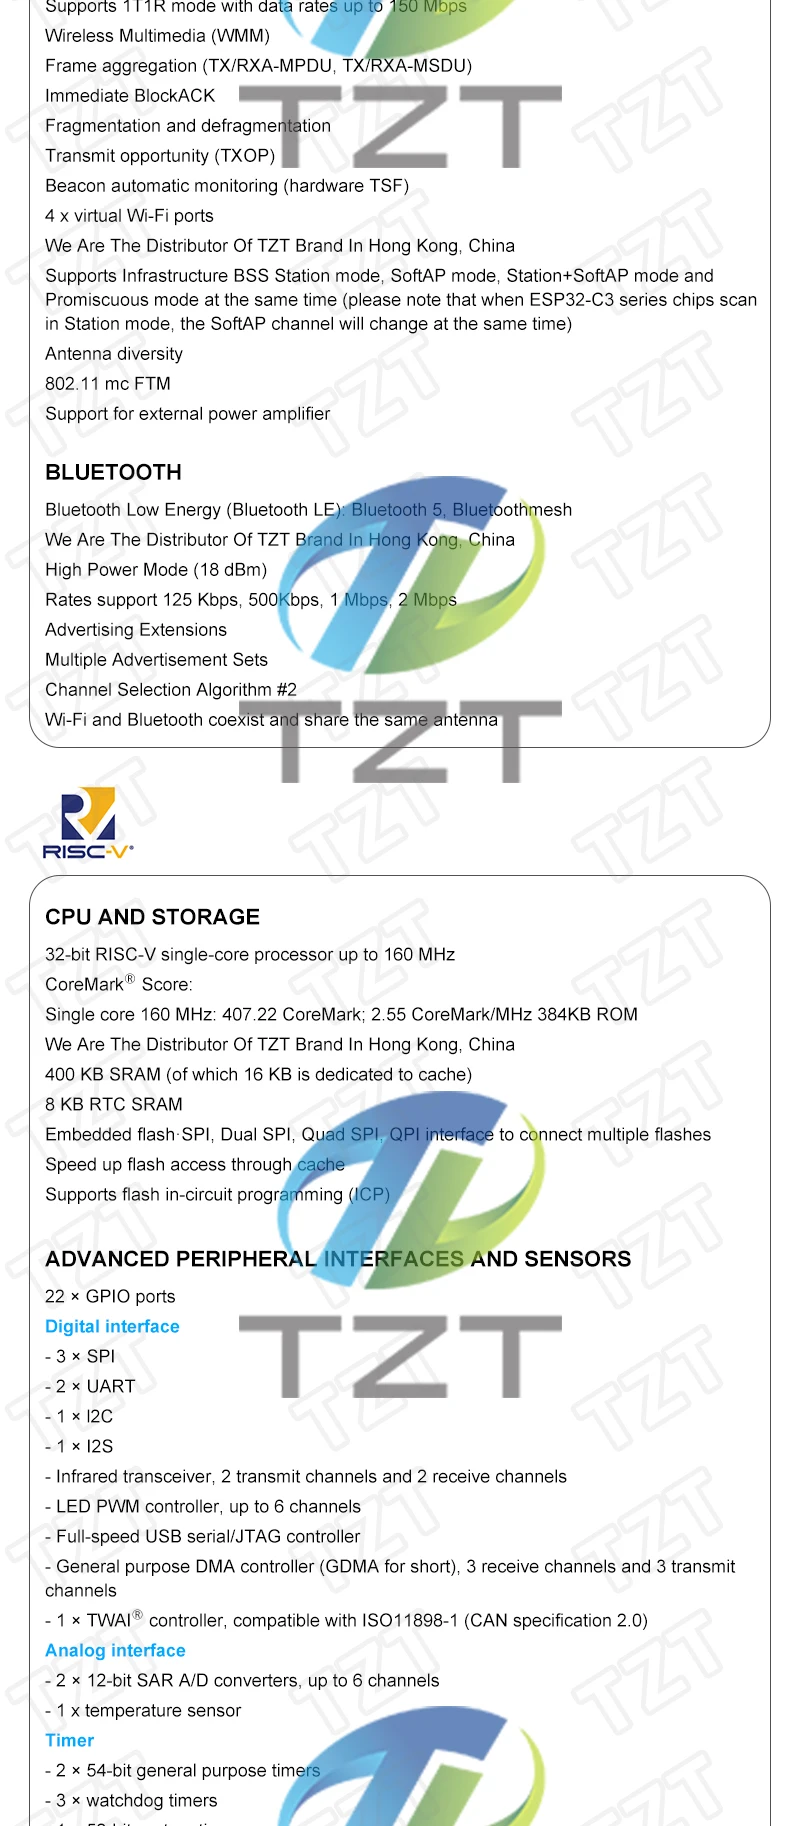 Supports 1T1R mode with data rates up to 150 Mbps
Wireless Multimedia (WMM)
Frame aggregation (TX/RXA-MPDU, TX/RXA-MSDU)
Immediate BlockACK
Fragmentation and defragmentation
Transmit opportunity (TXOP)
Beacon automatic monitoring (hardware TSF)
4 x virtual Wi-Fi ports
We Are The Distributor Of TZT Brand In Hong Kong, China
Supports Infrastructure BSS Station mode, SoftAP mode, Station+SoftAP mode and
Promiscuous mode at the same time (please note that when ESP32-C3 series chips scan
in Station mode, the SoftAP channel will change at the same time)
Antenna diversity
802.11 mc FTM
Support for external power amplifier
BLUETOOTH
Bluetooth Low Energy (Bluetooth LE): Bluetooth 5, Bluetoothmesh
We Are The Distributor Of TZT Brand In Hong Kong, China
High Power Mode (18 dBm)
Rates support 125 Kbps, 500Kbps, 1 Mbps, 2 Mbps
Advertising Extensions
Multiple Advertisement Sets
Channel Selection Algorithm #2
Wi-Fi and Bluetooth coexist and share the same antenna
TZT
RISC-V®
CPU AND STORAGE
32-bit RISC-V single-core processor up to 160 MHz
CoreMark® Score:
Single core 160 MHz: 407.22 CoreMark; 2.55 CoreMark/MHz 384KB ROM
We Are The Distributor Of TZT Brand In Hong Kong, China
400 KB SRAM (of which 16 KB is dedicated to cache)
8 KB RTC SRAM
Embedded flash·SPI, Dual SPI, Quad SPI, QPI interface to connect multiple flashes
Speed up flash access through cache
Supports flash in-circuit programming (ICP)
ADVANCED PERIPHERAL INTERFACES AND SENSORS
22 × GPIO ports
Digital interface
TZT
- 3 × SPI
- 2 × UART
- 1 × I2C
- 1 × I2S
- Infrared transceiver, 2 transmit channels and 2 receive channels
- LED PWM controller, up to 6 channels
- Full-speed USB serial/JTAG controller
- General purpose DMA controller (GDMA for short), 3 receive channels and 3 transmit
channels
- 1 × TWAI® controller, compatible with ISO11898-1 (CAN specification 2.0)
Analog interface
- 2 × 12-bit SAR A/D converters, up to 6 channels
- 1 x temperature sensor
Timer
- 2 × 54-bit general purpose timers
- 3 × watchdog timers